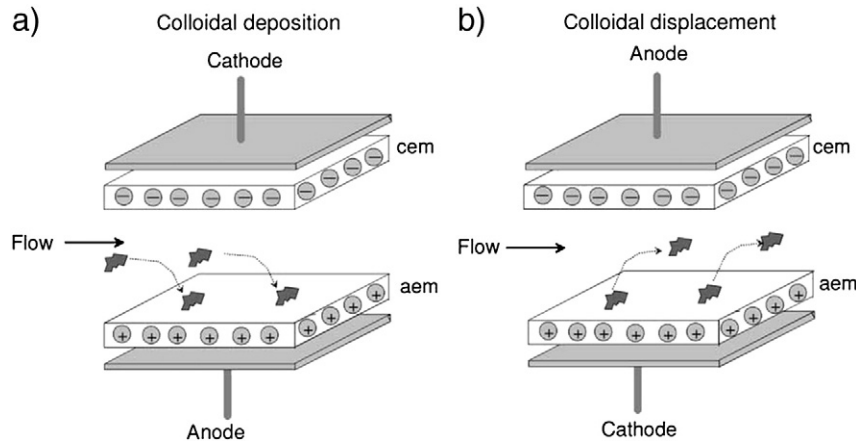 a) Colloidal deposition
Cathode
cem
Flow
aem
Anode
b) Colloidal displacement
Anode
cem
Flow
aem
Cathode